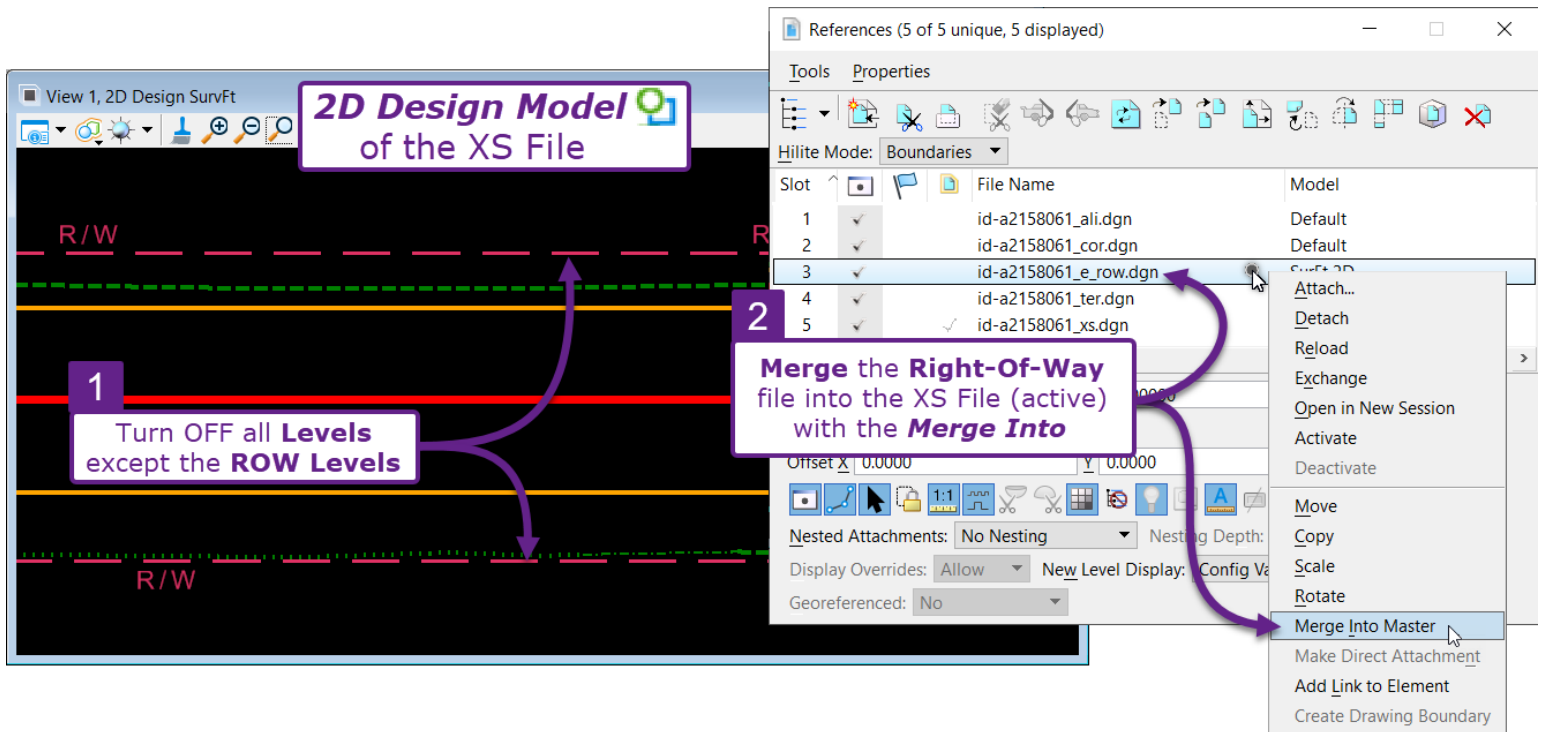 References (5 of 5 unique, 5 displayed)
Tools Properties
Hilite Mode: Boundaries
Slot File Name Model
1 id-a2158061_ali.dgn Default
2 id-a2158061_cor.dgn Default
3 id-a2158061_e_row.dgn SurFt 2D
4 id-a2158061_ter.dgn
5 id-a2158061_xs.dgn
View 1, 2D Design SurvFt
2D Design Model
of the XS File
R/W
R
1
Turn OFF all Levels
except the ROW Levels
R/W
2
Merge the Right-Of-Way
file into the XS File (active)
with the Merge Into
Offset X 0.0000 Y 0.0000
1:1
A
Nested Attachments: No Nesting Nesting Depth:
Display Overrides: Allow New Level Display: Config Va
Georeferenced: No
Attach...
Detach
Reload
Exchange
Open in New Session
Activate
Deactivate
Move
Copy
Scale
Rotate
Merge Into Master
Make Direct Attachment
Add Link to Element
Create Drawing Boundary